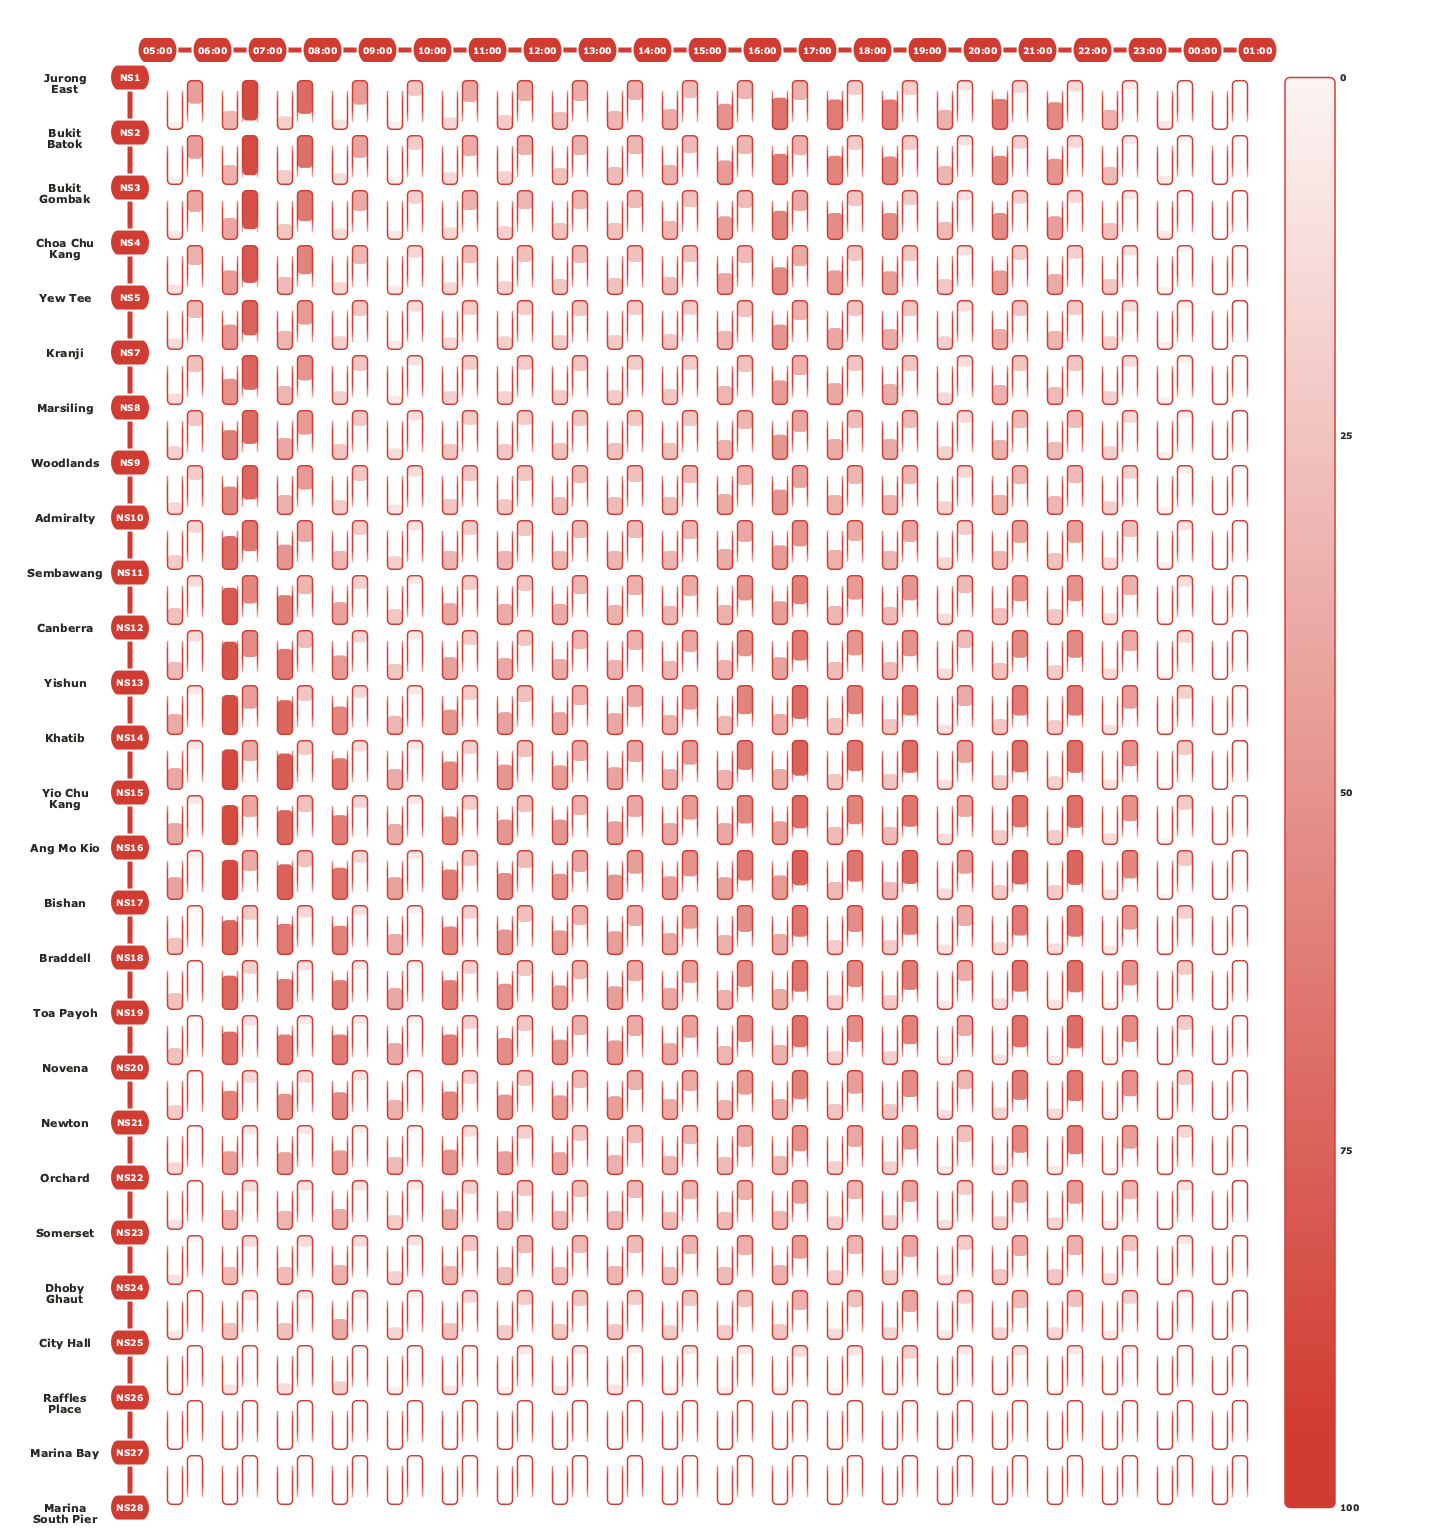 05:00 06:00 07:00 08:00 09:00 10:00 11:00 12:00 13:00 14:00 15:00 16:00 17:00 18:00 19:00 20:00 21:00 22:00 23:00 00:00 01:00
Jurong
East
NS1
0
Bukit
Batok
NS2
Bukit
Gombak
NS3
Choa Chu
Kang
NS4
Yew Tee NS5
Kranji NS7
Marsiling NS8
25
Woodlands NS9
Admiralty NS10
Sembawang NS11
Canberra NS12
Yishun NS13
Khatib NS14
Yio Chu
Kang
NS15
50
Ang Mo Kio NS16
Bishan NS17
Braddell NS18
Toa Payoh NS19
Novena NS20
Newton NS21
75
Orchard NS22
Somerset NS23
Dhoby
Ghaut
NS24
City Hall NS25
Raffles
Place
NS26
Marina Bay NS27
Marina
South Pier
NS28
100